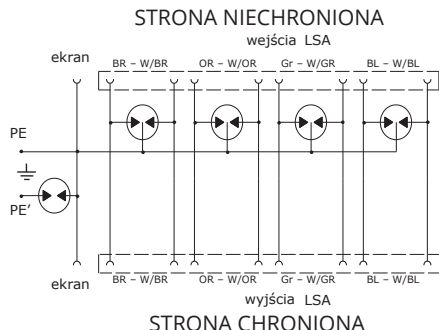 STRONA NIECHRONIONA
wejścia LSA
ekran
BR – W/BR OR – W/OR Gr – W/GR BL – W/BL
PE
PE’
ekran
BR – W/BR OR – W/OR Gr – W/GR BL – W/BL
wyjścia LSA
STRONA CHRONIONA